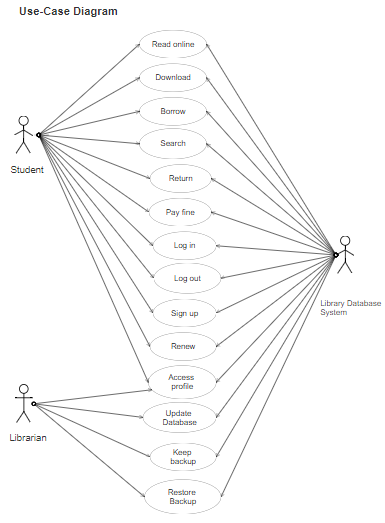 Use-Case Diagram
Read online
Download
Borrow
Search
Student
Return
Pay fine
Log in
Log out
Library Database
System
Sign up
Renew
Access
profile
Update
Database
Librarian
Keep
backup
Restore
Backup